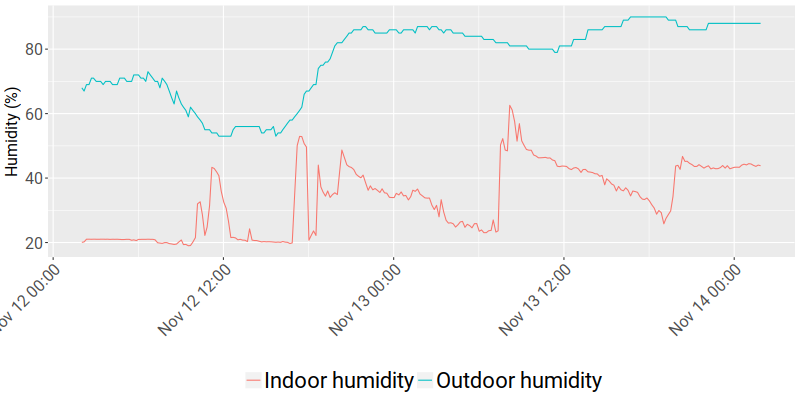 Humidity (%)
80
60
40
20
ov 12 00:00
Nov 12 12:00
Nov 13 00:00
Nov 13 12:00
Nov 14 00:00
Indoor humidity Outdoor humidity